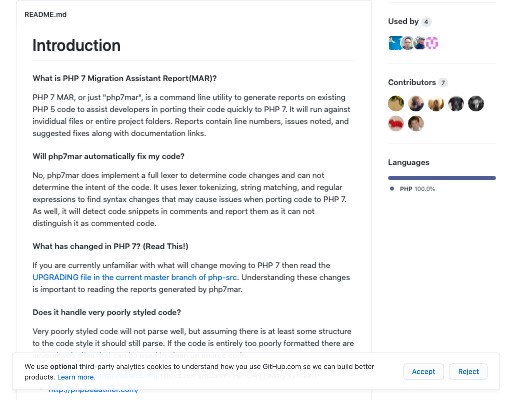 README.md
Introduction
What is PHP 7 Migration Assistant Report(MAR)?
PHP 7 MAR, or just "php7mar", is a command line utility to generate reports on existing
PHP 5 code to assist developers in porting their code quickly to PHP 7. It will run against
invididual files or entire project folders. Reports contain line numbers, issues noted, and
suggested fixes along with documentation links.
Will php7mar automatically fix my code?
No, php7mar does implement a full lexer to determine code changes and can not
determine the intent of the code. It uses lexer tokenizing, string matching, and regular
expressions to find syntax changes that may cause issues when porting code to PHP 7.
As well, it will detect code snippets in comments and report them as it can not
distinguish it as commented code.
What has changed in PHP 7? (Read This!)
If you are currently unfamiliar with what will change moving to PHP 7 then read the
UPGRADING file in the current master branch of php-src. Understanding these changes
is important to reading the reports generated by php7mar.
Does it handle very poorly styled code?
Very poorly styled code will not parse well, but assuming there is at least some structure
to the code style it should still parse. If the code is entirely too poorly formatted there are
http://phpbeautifier.com/
We use optional third-party analytics cookies to understand how you use GitHub.com so we can build better
products. Learn more.
Accept
Reject
Used by 4
Contributors 7
Languages
PHP 100.0%